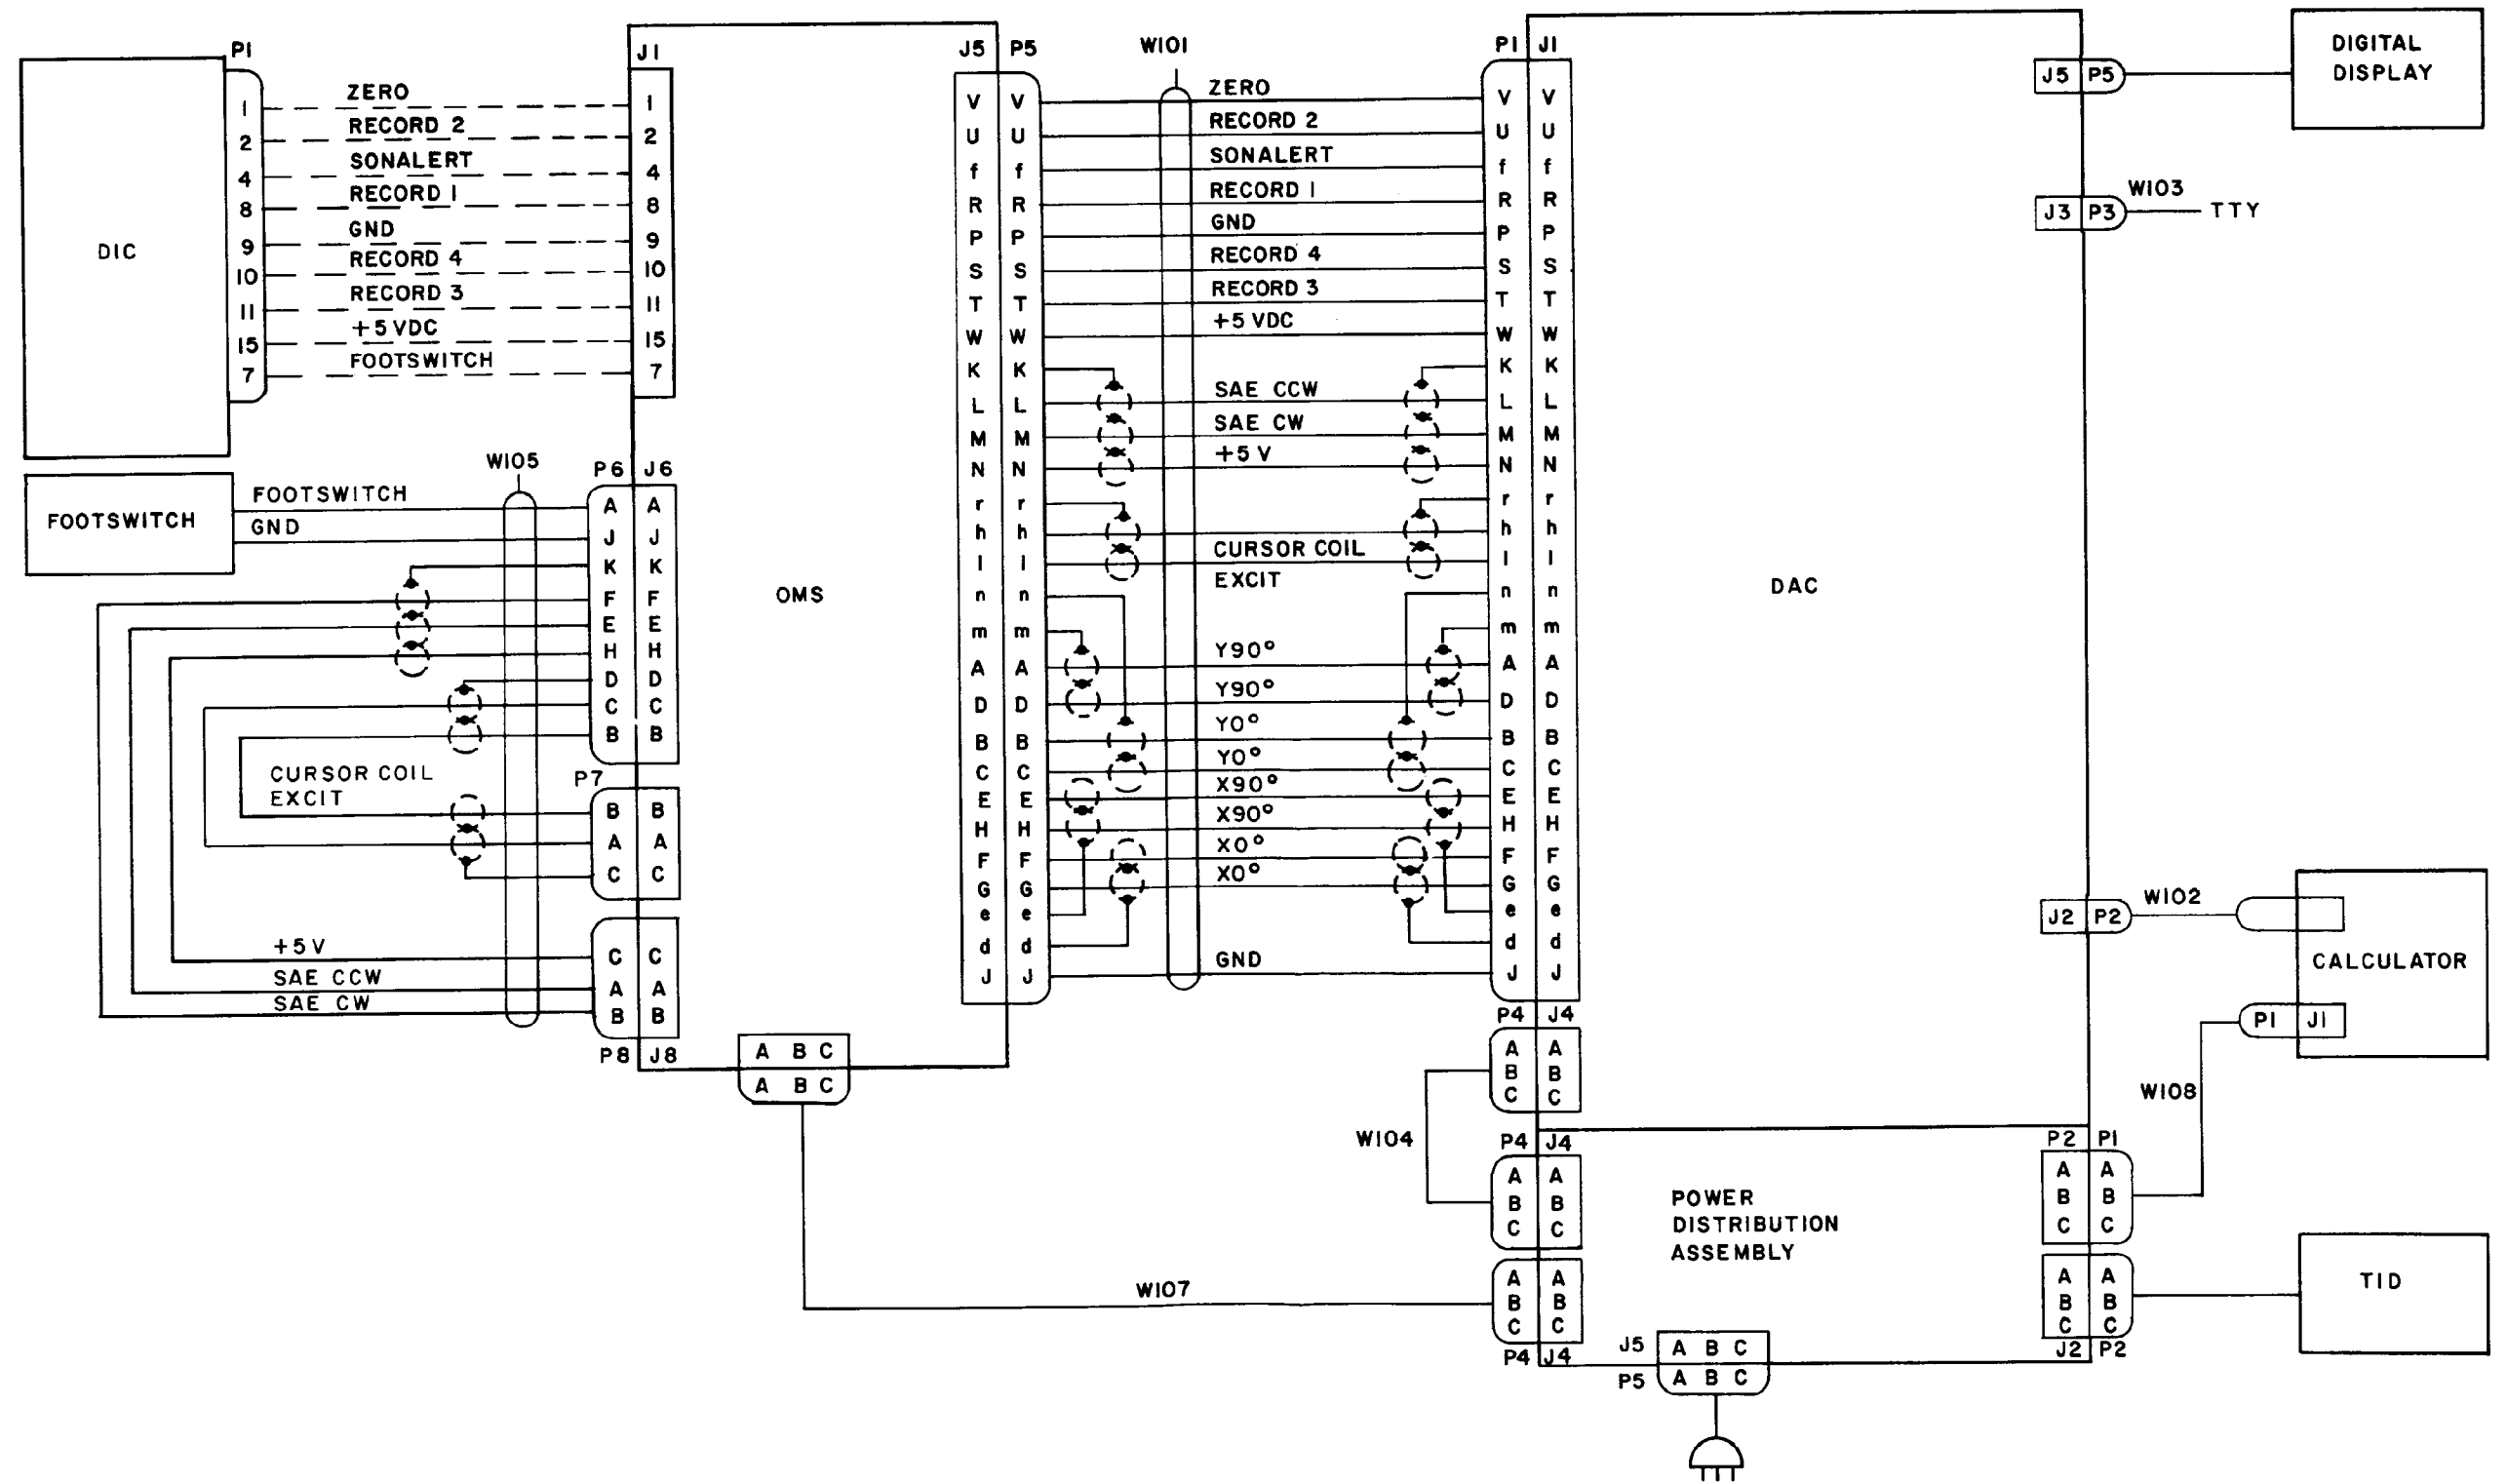 DIC
P1
1
2
4
8
9
10
11
15
7
ZERO
RECORD 2
SONALERT
RECORD 1
GND
RECORD 4
RECORD 3
+5 VDC
FOOTSWITCH
J1
1
2
4
8
9
10
11
15
7
FOOTSWITCH
FOOTSWITCH
GND
W105
P6 J6
A A
J J
K K
F F
E E
H H
D D
C C
B B
CURSOR COIL
EXCIT
P7
B B
A A
C C
+5 V
SAE CCW
SAE CW
C C
A A
B B
P8 J8
OMS
A B C
A B C
J5 P5
V V
U U
f f
R R
P P
S S
T T
W W
K K
L L
M M
N N
r r
h h
l l
n n
m m
A A
D D
B B
C C
E E
H H
F F
G G
e e
d d
J J
W101
ZERO
RECORD 2
SONALERT
RECORD 1
GND
RECORD 4
RECORD 3
+5 VDC
SAE CCW
SAE CW
+5 V
CURSOR COIL
EXCIT
Y90°
Y90°
Y0°
Y0°
X90°
X90°
X0°
X0°
GND
P1 J1
V V
U U
f f
R R
P P
S S
T T
W W
K K
L L
M M
N N
r r
h h
l l
n n
m m
A A
D D
B B
C C
E E
H H
F F
G G
e e
d d
J J
DAC
P4 J4
A A
B B
C C
W104
P4 J4
A A
B B
C C
W107
A A
B B
C C
P4 J4
POWER
DISTRIBUTION
ASSEMBLY
J5 A B C
P5 A B C
J5 P5
DIGITAL
DISPLAY
J3 P3
W103
TTY
J2 P2
W102
CALCULATOR
P1 J1
W108
P2 P1
A A
B B
C C
A A
B B
C C
J2 P2
TID